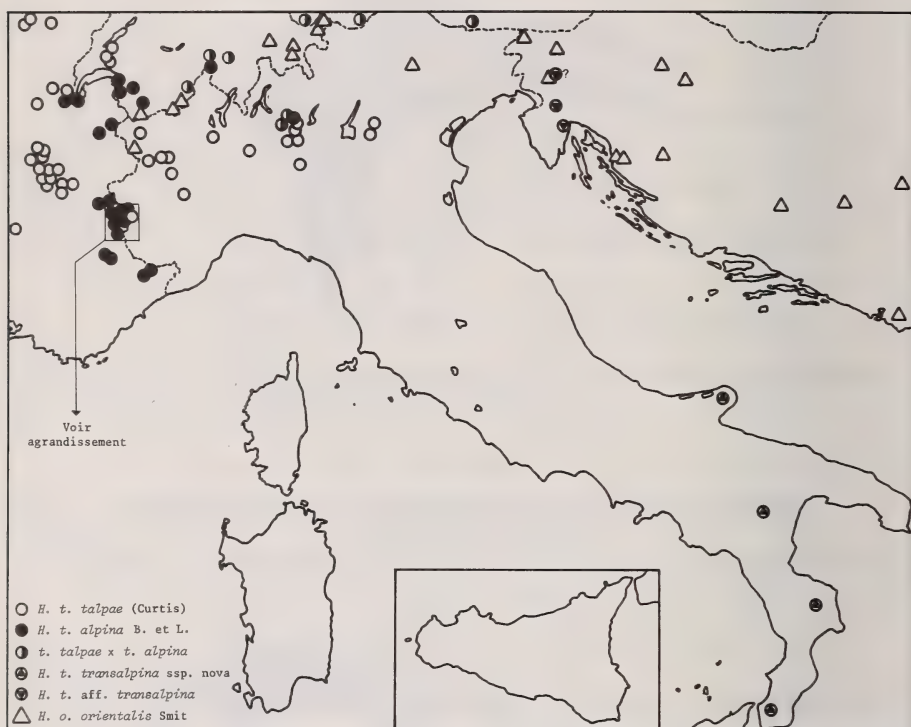 Voir
agrandissement
H. t. talpae (Curtis)
H. t. alpina B. et L.
t. talpae x t. alpina
H. t. transalpina ssp. nova
H. t. aff. transalpina
H. o. orientalis Smit
?